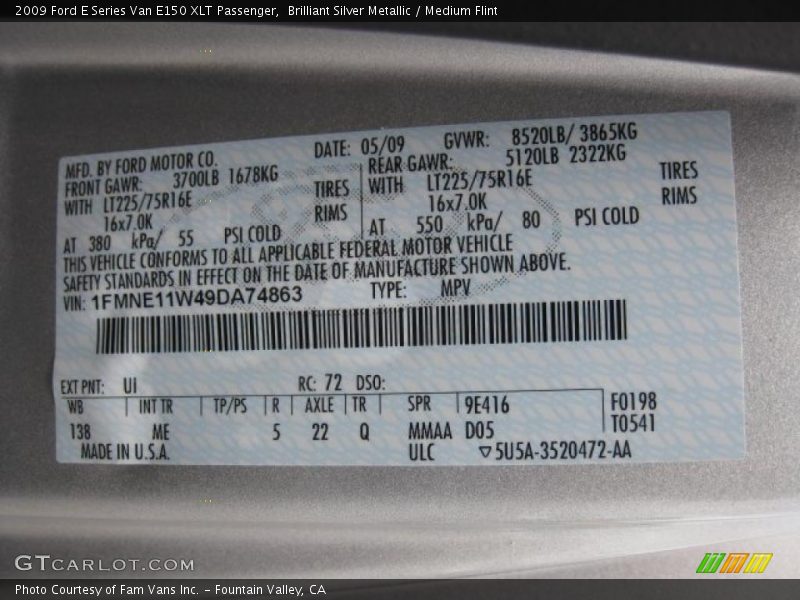 2009 Ford E Series Van E150 XLT Passenger, Brilliant Silver Metallic / Medium Flint
MFD. BY FORD MOTOR CO. DATE: 05/09 GVWR: 8520LB/ 3865KG
FRONT GAWR: 3700LB 1678KG REAR GAWR: 5120LB 2322KG
WITH LT225/75R16E TIRES WITH LT225/75R16E TIRES
16x7.0K RIMS 16x7.0K RIMS
AT 380 kPa/ 55 PSI COLD AT 550 kPa/ 80 PSI COLD
THIS VEHICLE CONFORMS TO ALL APPLICABLE FEDERAL MOTOR VEHICLE
SAFETY STANDARDS IN EFFECT ON THE DATE OF MANUFACTURE SHOWN ABOVE.
VIN: 1FMNE11W49DA74863 TYPE: MPV
EXT PNT: UI RC: 72 DSO:
WB INT TR TP/PS R AXLE TR SPR 9E416 F0198
138 ME 5 22 Q MMAA D05 T0541
MADE IN U.S.A. ULC ▽5U5A-3520472-AA
GTCARLOT.COM
Photo Courtesy of Fam Vans Inc. - Fountain Valley, CA